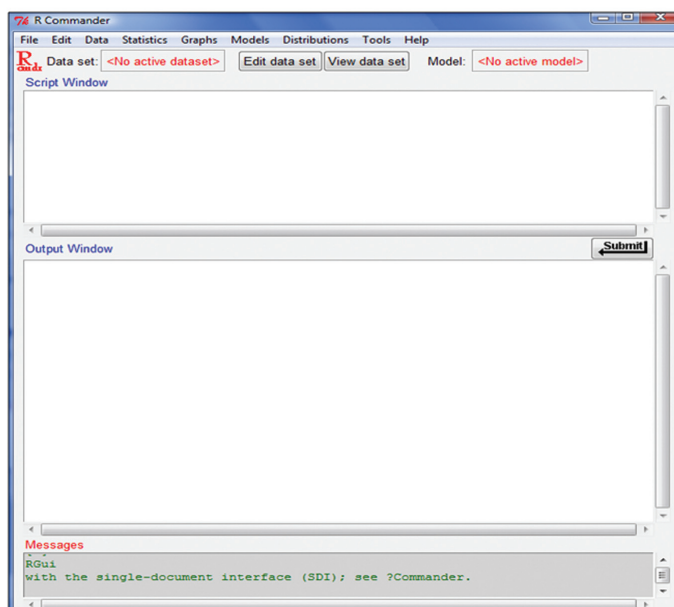 R Commander
File Edit Data Statistics Graphs Models Distributions Tools Help
R cmdr Data set: <No active dataset> Edit data set View data set Model: <No active model>
Script Window
Output Window Submit
Messages
RGui
with the single-document interface (SDI); see ?Commander.